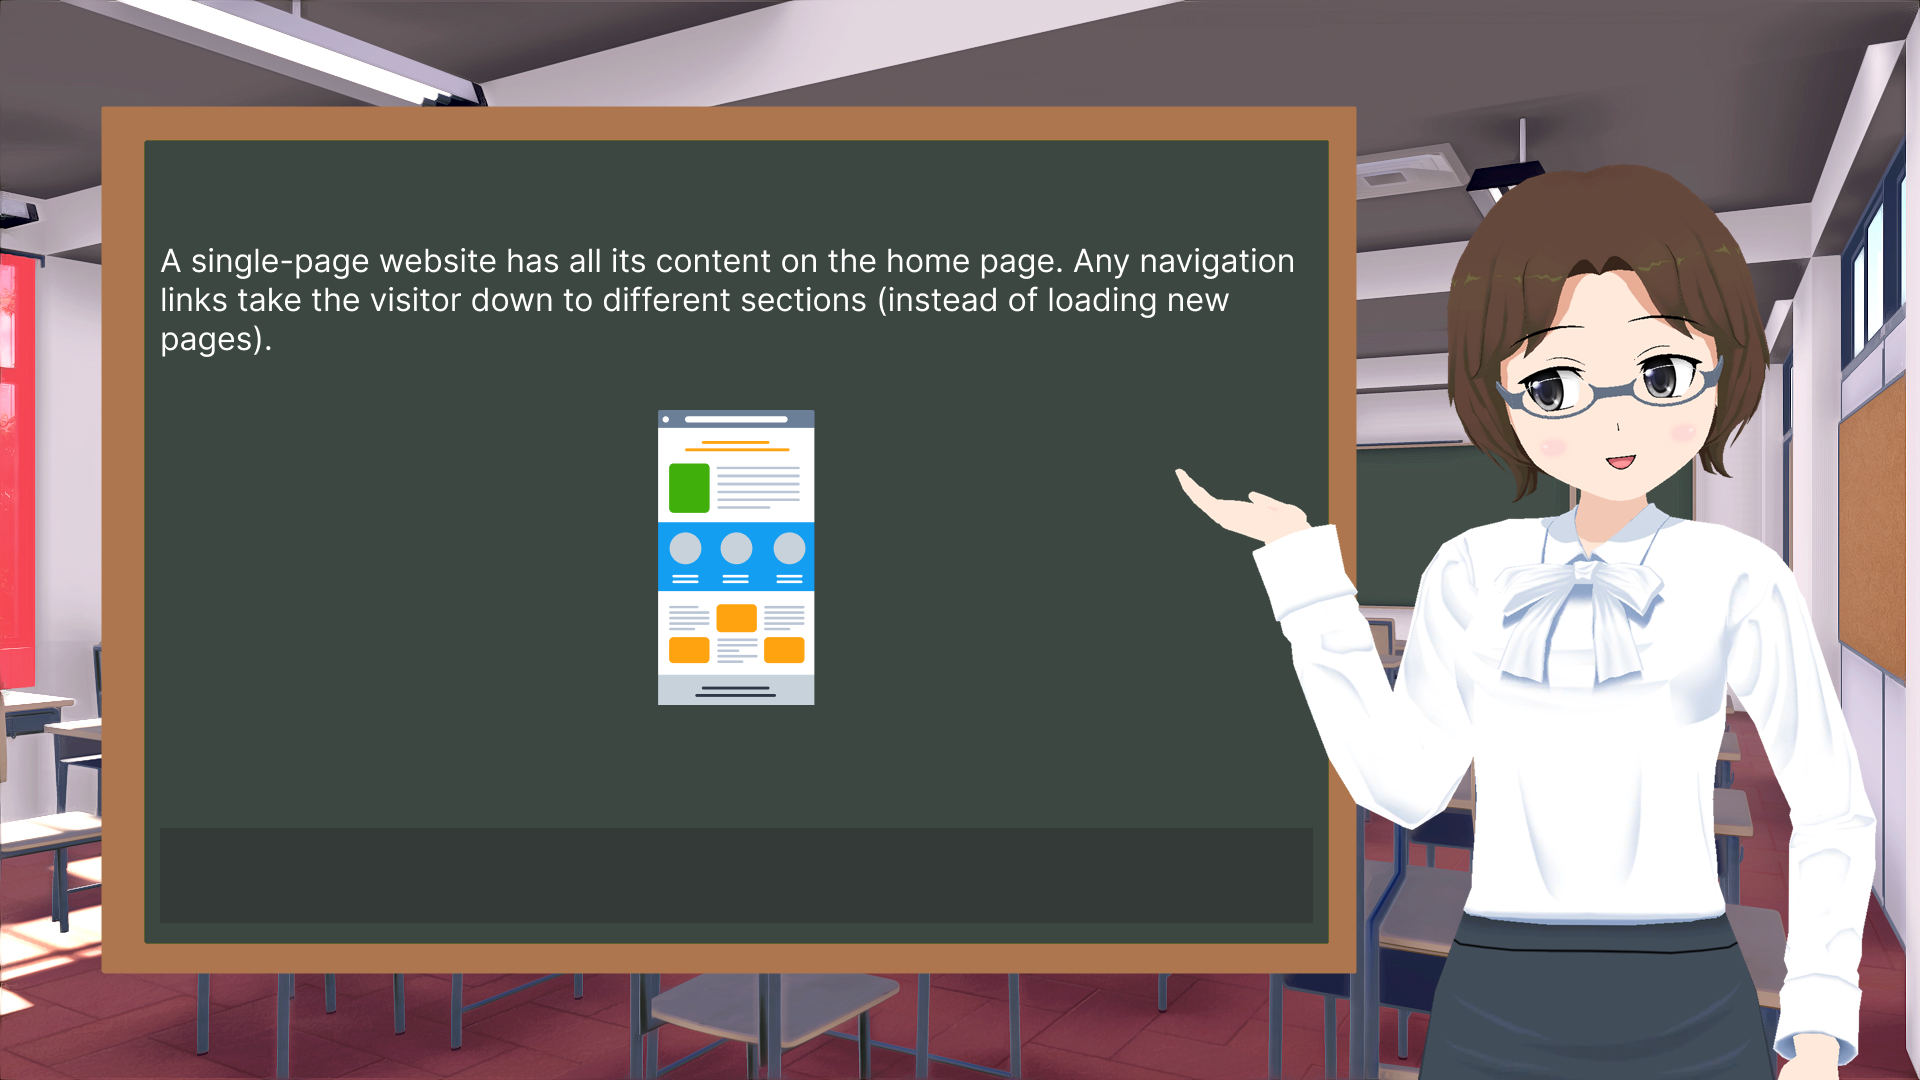 A single-page website has all its content on the home page. Any navigation
links take the visitor down to different sections (instead of loading new
pages).